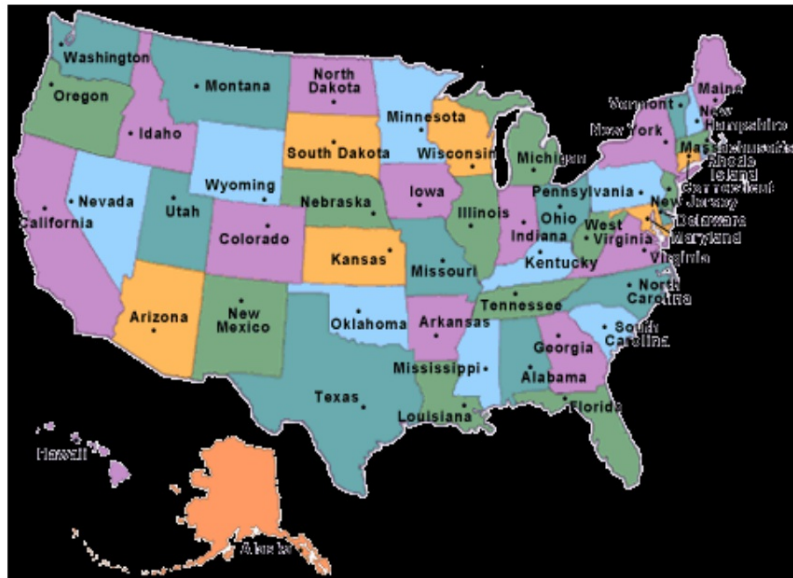 Washington
Oregon
Idaho
Montana
North
Dakota
Minnesota
South Dakota
Wisconsin
Michigan
Maine
Vermont
New
Hampshire
New York
Massachusetts
Rhode
Island
Connecticut
Wyoming
Nebraska
Iowa
Nevada
Utah
California
Colorado
Kansas
Illinois
Indiana
Ohio
Pennsylvania
New Jersey
Delaware
Maryland
West
Virginia
Virginia
Missouri
Kentucky
Arizona
New
Mexico
Oklahoma
Arkansas
Tennessee
North
Carolina
South
Carolina
Texas
Louisiana
Mississippi
Alabama
Georgia
Florida
Hawaii
Alaska